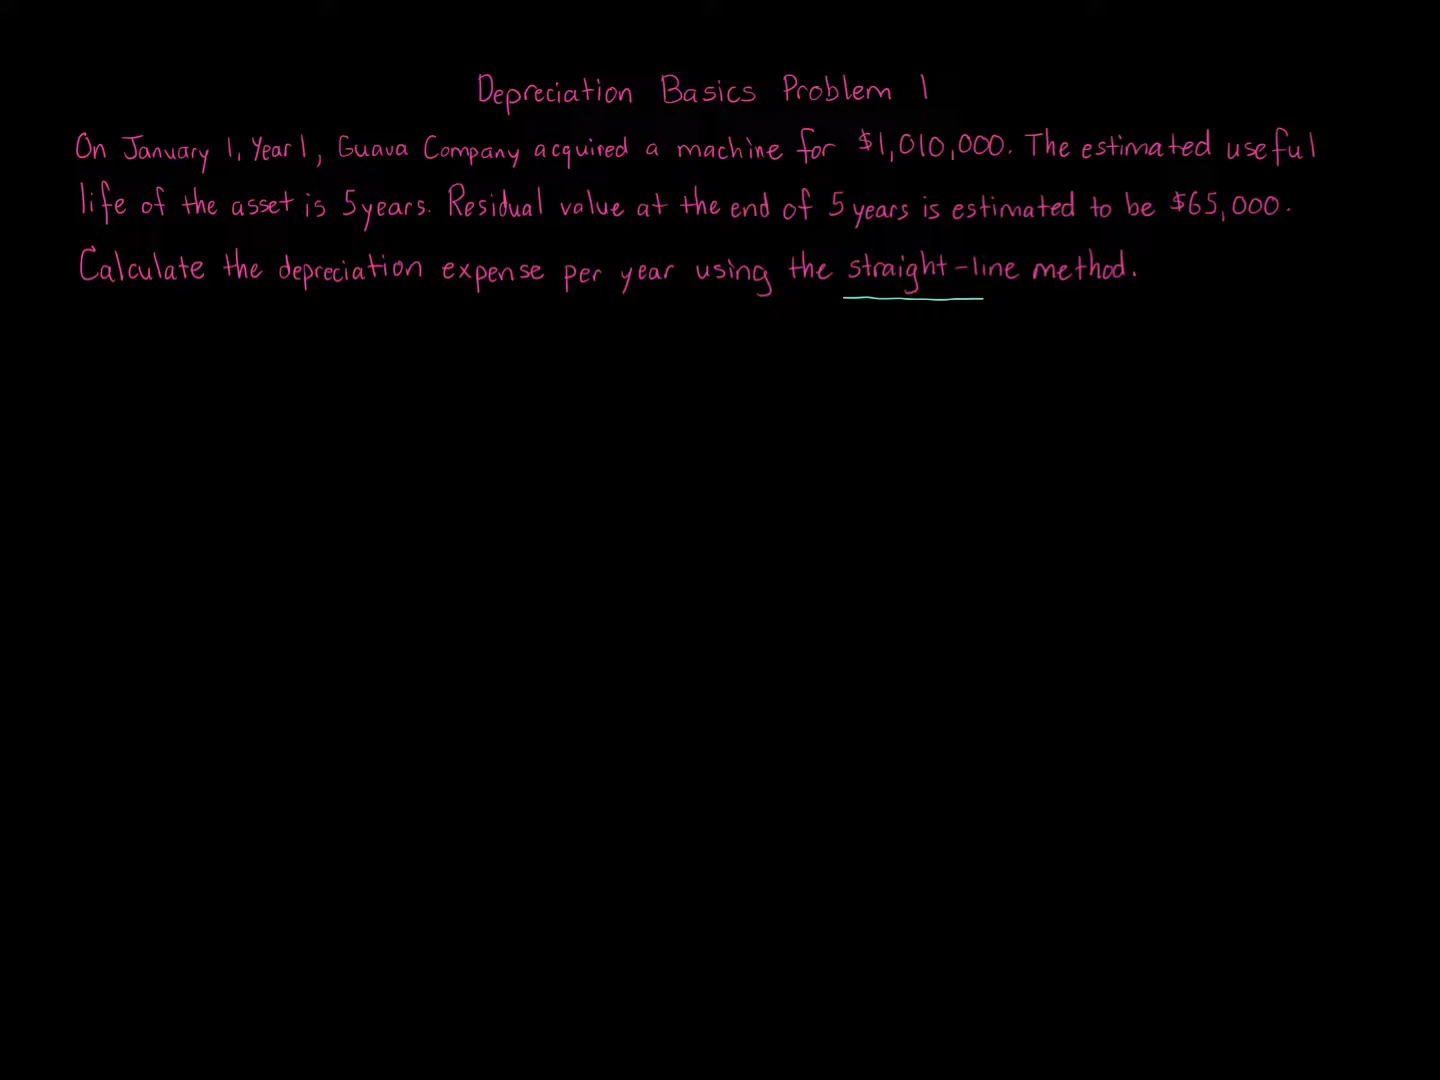 Depreciation Basics Problem 1
On January 1, Year 1, Guava Company acquired a machine for $1,010,000. The estimated useful
life of the asset is 5 years. Residual value at the end of 5 years is estimated to be $65,000.
Calculate the depreciation expense per year using the straight-line method.